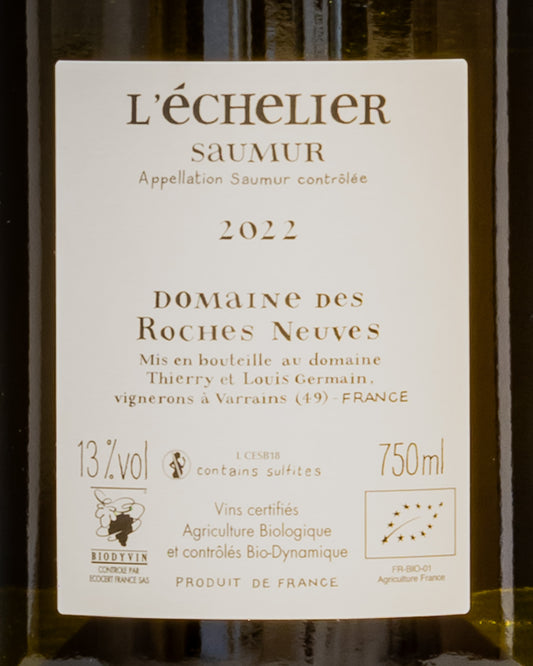 L'échelier
Saumur
Appellation Saumur contrôlée
2022
Domaine des
Roches Neuves
Mis en bouteille au domaine
Thierry et Louis Germain,
vignerons à Varrains (49) - FRANCE
13%vol
L CESB18
contains sulfites
750ml
BIODYVIN
CONTROLE PAR
ECOCERT FRANCE SAS
Vins certifiés
Agriculture Biologique
et contrôlés Bio-Dynamique
PRODUIT DE FRANCE
FR-BIO-01
Agriculture France